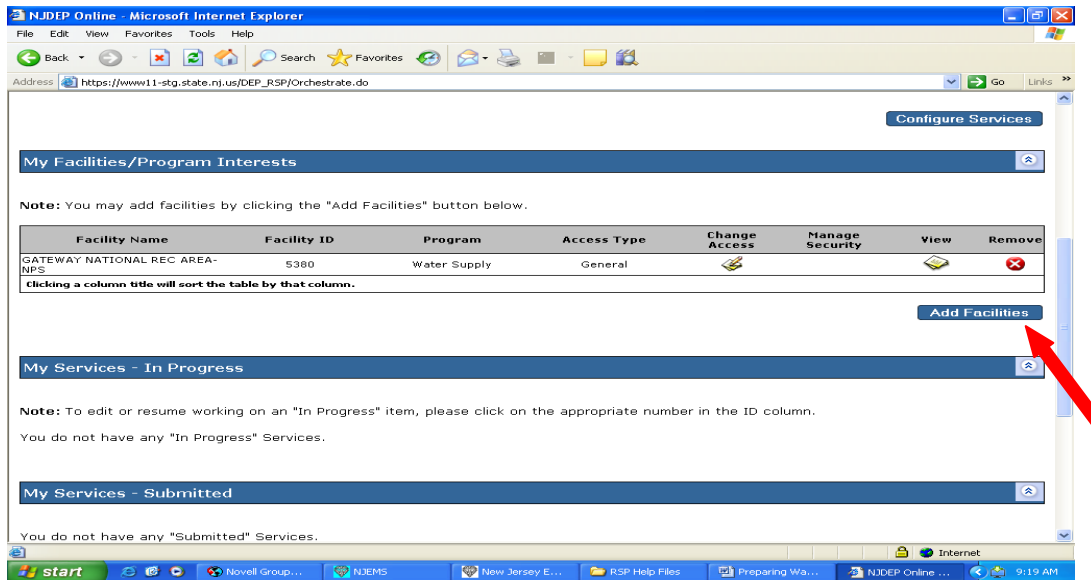 NJDEP Online - Microsoft Internet Explorer
File Edit View Favorites Tools Help
Back Search Favorites
Address https://www11-stg.state.nj.us/DEP_RSP/Orchestrate.do Go Links »
Configure Services
My Facilities/Program Interests
Note: You may add facilities by clicking the "Add Facilities" button below.
Facility Name Facility ID Program Access Type Change Access Manage Security View Remove
GATEWAY NATIONAL REC AREA-NPS 5380 Water Supply General
Clicking a column title will sort the table by that column.
Add Facilities
My Services - In Progress
Note: To edit or resume working on an "In Progress" item, please click on the appropriate number in the ID column.
You do not have any "In Progress" Services.
My Services - Submitted
You do not have any "Submitted" Services.
Internet
start Novell Group... NJEMS New Jersey E... RSP Help Files Preparing Wa... NJDEP Online ... 9:19 AM